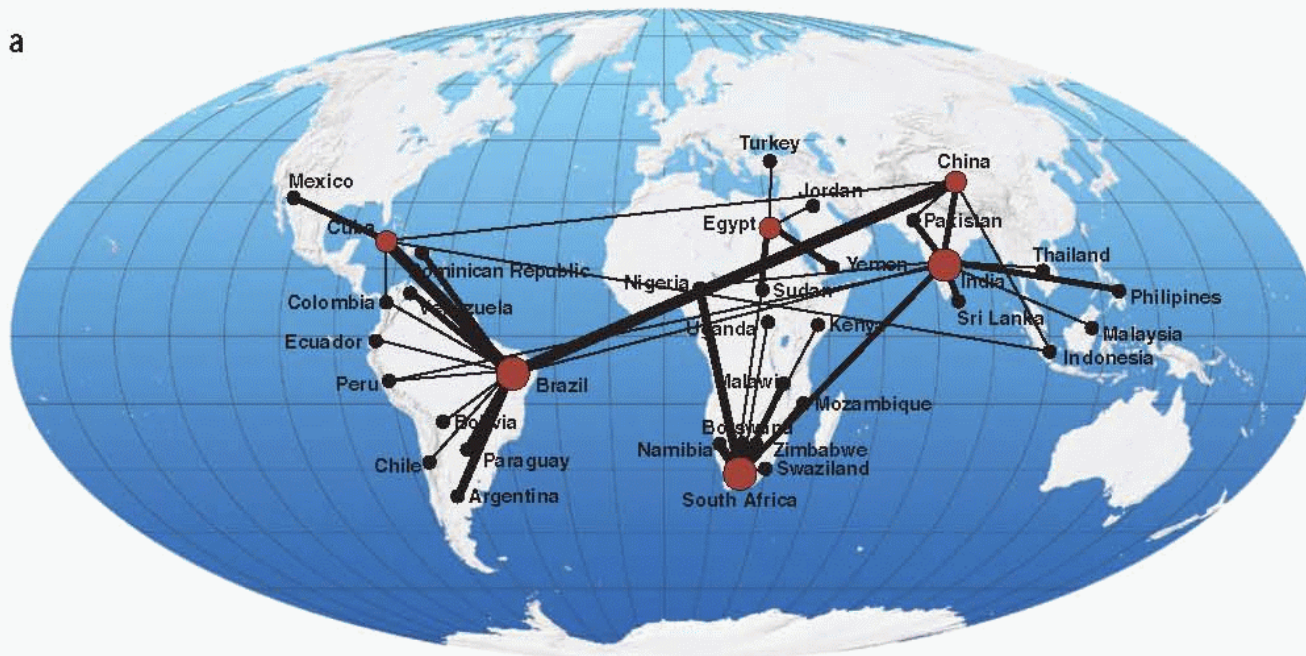 a
Turkey
China
Mexico
Jordan
Cuba
Egypt
Pakistan
Dominican Republic
Nigeria
Yemen
Thailand
India
Colombia
Venezuela
Sudan
Philipines
Sri Lanka
Uganda
Kenya
Malaysia
Ecuador
Indonesia
Peru
Brazil
Malawi
Mozambique
Bolivia
Botswana
Namibia
Zimbabwe
Chile
Paraguay
Swaziland
Argentina
South Africa